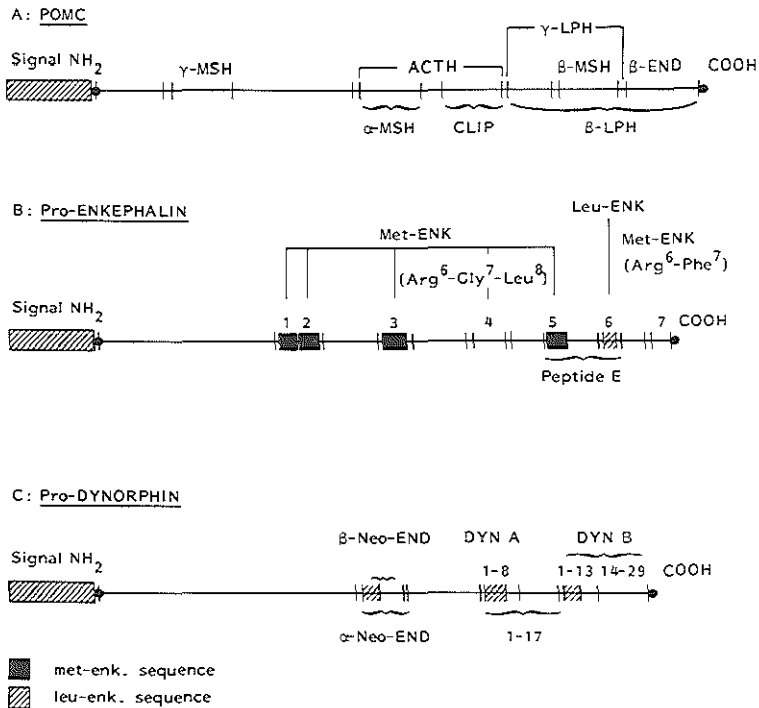 A: POMC
γ-LPH
Signal NH2
γ-MSH
ACTH
β-MSH
β-END
COOH
α-MSH
CLIP
β-LPH
B: Pro-ENKEPHALIN
Leu-ENK
Met-ENK
Met-ENK
(Arg6-Gly7-Leu8)
(Arg6-Phe7)
Signal NH2
1 2 3 4 5 6 7 COOH
Peptide E
C: Pro-DYNORPHIN
β-Neo-END DYN A DYN B
Signal NH2
1-8 1-13 14-29 COOH
α-Neo-END 1-17
met-enk. sequence
leu-enk. sequence